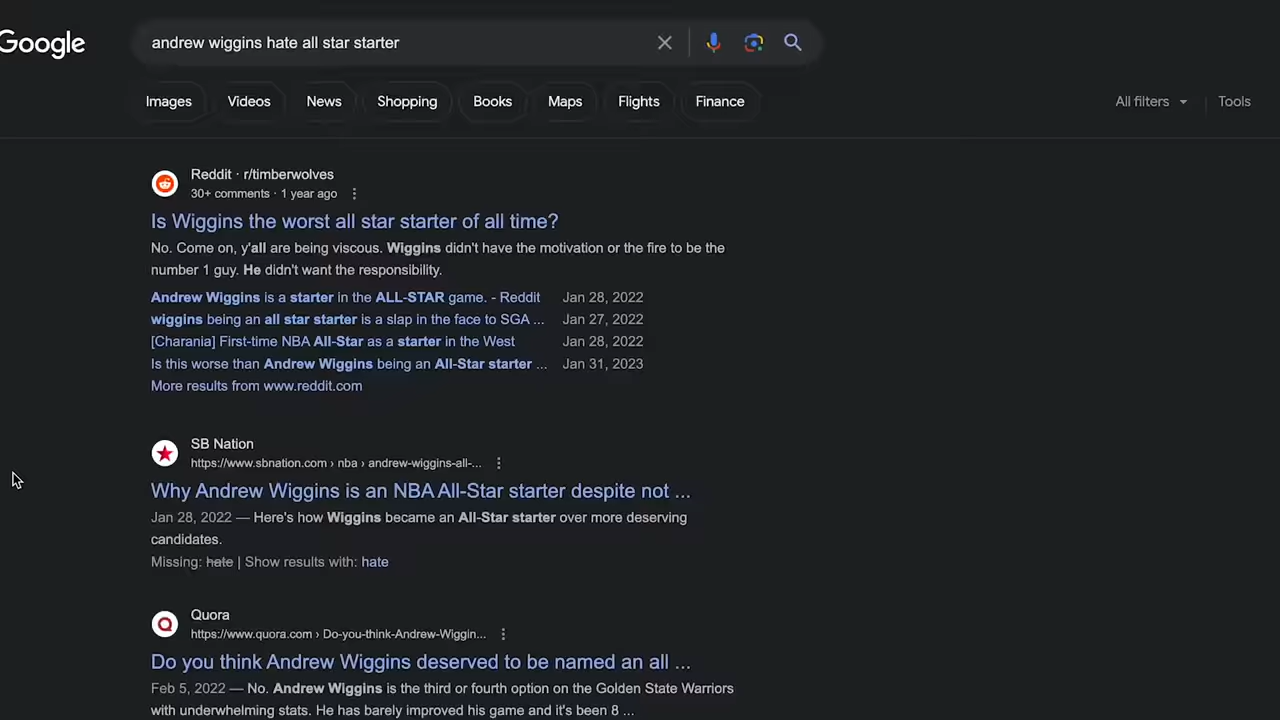 Google
andrew wiggins hate all star starter
Images Videos News Shopping Books Maps Flights Finance All filters Tools
Reddit · r/timberwolves
30+ comments · 1 year ago
Is Wiggins the worst all star starter of all time?
No. Come on, y'all are being viscous. Wiggins didn't have the motivation or the fire to be the
number 1 guy. He didn't want the responsibility.
Andrew Wiggins is a starter in the ALL-STAR game. - Reddit Jan 28, 2022
wiggins being an all star starter is a slap in the face to SGA ... Jan 27, 2022
[Charania] First-time NBA All-Star as a starter in the West Jan 28, 2022
Is this worse than Andrew Wiggins being an All-Star starter ... Jan 31, 2023
More results from www.reddit.com
SB Nation
https://www.sbnation.com › nba › andrew-wiggins-all-...
Why Andrew Wiggins is an NBA All-Star starter despite not ...
Jan 28, 2022 — Here's how Wiggins became an All-Star starter over more deserving
candidates.
Missing: hate | Show results with: hate
Quora
https://www.quora.com › Do-you-think-Andrew-Wiggin...
Do you think Andrew Wiggins deserved to be named an all ...
Feb 5, 2022 — No. Andrew Wiggins is the third or fourth option on the Golden State Warriors
with underwhelming stats. He has barely improved his game and it's been 8 ...